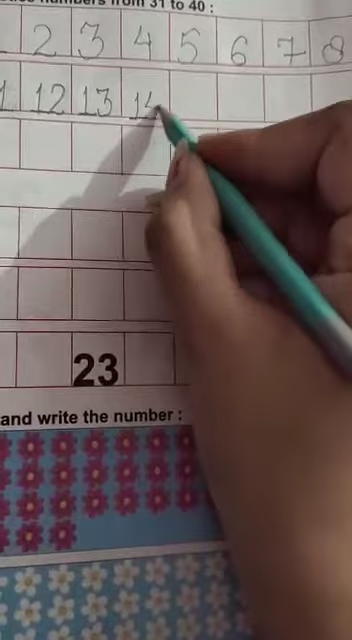 numbers from 31 to 40 :
2 3 4 5 6 7 8
1 12 13 14
23
and write the number :